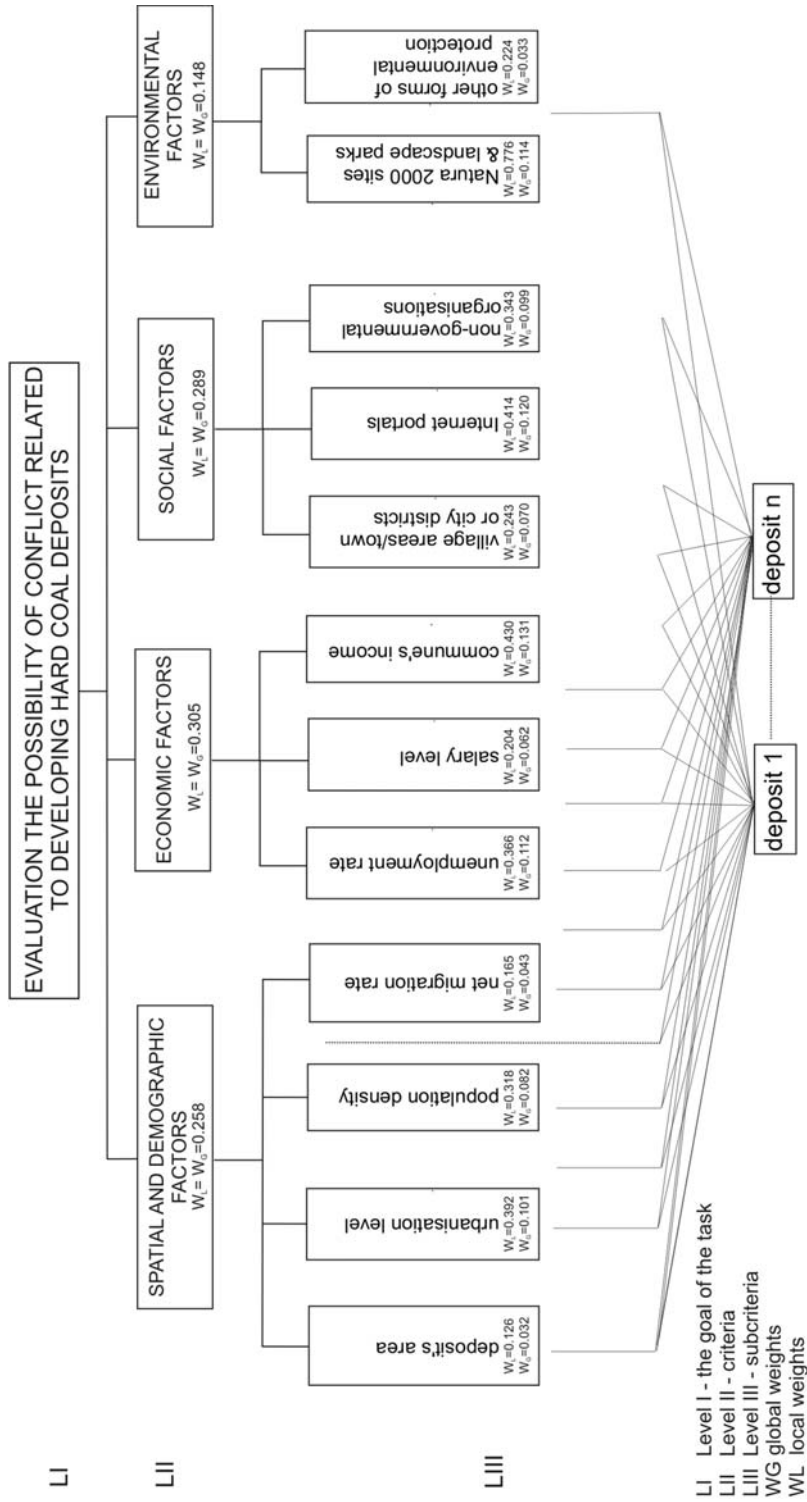 LI
EVALUATION THE POSSIBILITY OF CONFLICT RELATED
TO DEVELOPING HARD COAL DEPOSITS
LII
SPATIAL AND DEMOGRAPHIC
FACTORS
WL= WG=0.258
ECONOMIC FACTORS
WL= WG=0.305
SOCIAL FACTORS
WL= WG=0.289
ENVIRONMENTAL
FACTORS
WL= WG=0.148
LIII
deposit's area
WL=0.126
WG=0.032
urbanisation level
WL=0.392
WG=0.101
population density
WL=0.318
WG=0.082
net migration rate
WL=0.165
WG=0.043
unemployment rate
WL=0.366
WG=0.112
salary level
WL=0.204
WG=0.062
commune's income
WL=0.430
WG=0.131
village areas/town
or city districts
WL=0.243
WG=0.070
Internet portals
WL=0.414
WG=0.120
non-governmental
organisations
WL=0.343
WG=0.099
Natura 2000 sites
& landscape parks
WL=0.776
WG=0.114
other forms of
environmental
protection
WL=0.224
WG=0.033
deposit 1
deposit n
LI Level I - the goal of the task
LII Level II - criteria
LIII Level III - subcriteria
WG global weights
WL local weights